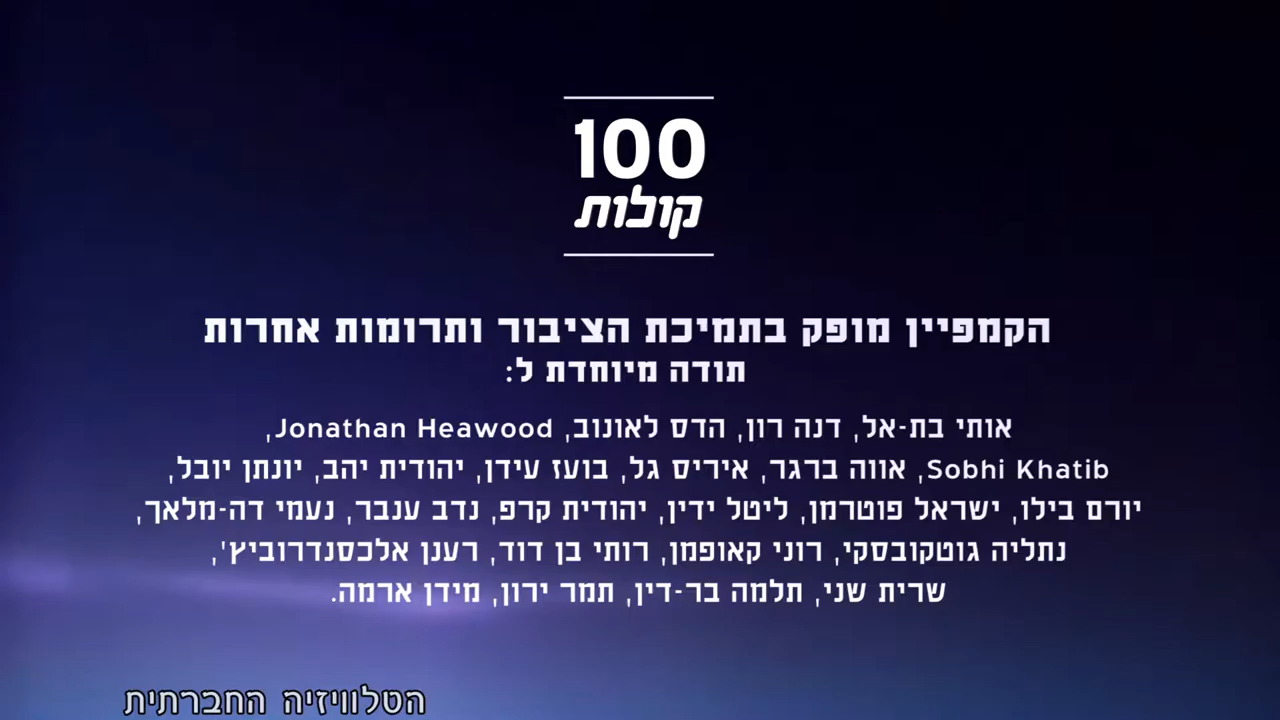 100
קולות
הקמפיין מופק בתמיכת הציבור ותרומות אחרות
תודה מיוחדת ל:
אותי בת-אל, דנה רון, הדס לאונוב, Jonathan Heawood,
Sobhi Khatib, אווה ברגר, איריס גל, בועז עידן, יהודית יהב, יונתן יובל,
יורם בילו, ישראל פוטרמן, ליטל ידין, יהודית קרפ, נדב ענבר, נעמי דה-מלאך,
נתליה גוטקובסקי, רוני קאופמן, רותי בן דוד, רענן אלכסנדרוביץ',
שרית שני, תלמה בר-דין, תמר ירון, מידן ארמה.
הטלוויזיה החברתית